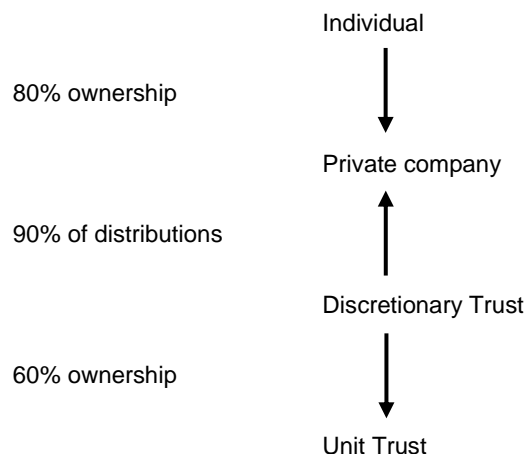 Individual
80% ownership
Private company
90% of distributions
Discretionary Trust
60% ownership
Unit Trust